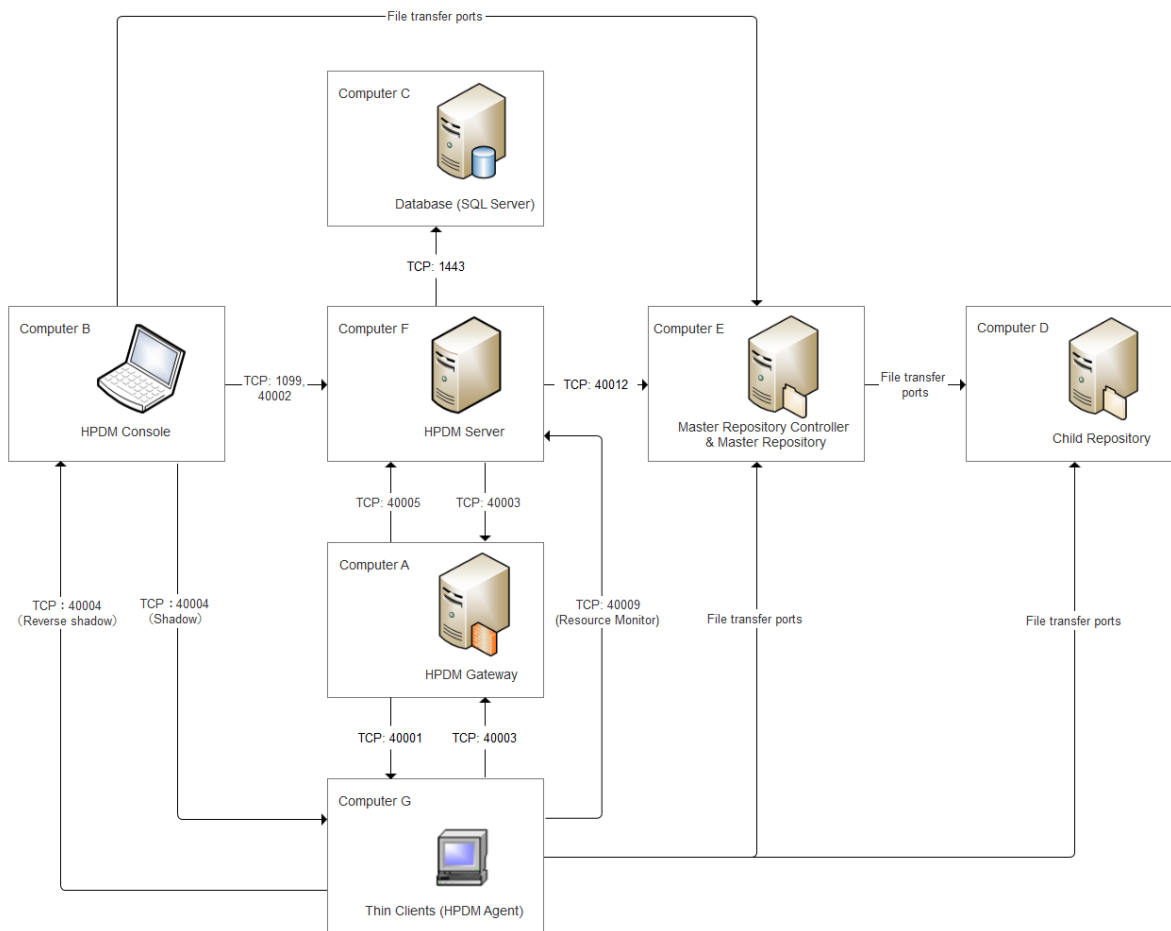 File transfer ports
Computer C
Database (SQL Server)
TCP: 1443
Computer B
HPDM Console
TCP: 1099,
40002
Computer F
HPDM Server
TCP: 40012
Computer E
Master Repository Controller
& Master Repository
File transfer
ports
Computer D
Child Repository
TCP: 40005
TCP: 40003
Computer A
HPDM Gateway
TCP：40004
（Reverse shadow）
TCP：40004
（Shadow）
TCP: 40009
(Resource Monitor)
File transfer ports
File transfer ports
TCP: 40001
TCP: 40003
Computer G
Thin Clients (HPDM Agent)